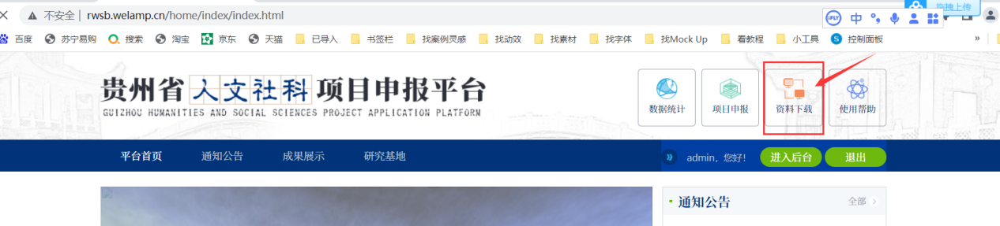 拖拽上传
不安全 | rwsb.welamp.cn/home/index/index.html
iFLY 中
百度 苏宁易购 搜索 淘宝 京东 天猫 已导入 书签栏 找案例灵感 找动效 找素材 找字体 找Mock Up 看教程 小工具 S 控制面板 »
贵州省人文社科项目申报平台
GUIZHOU HUMANITIES AND SOCIAL SCIENCES PROJECT APPLICATION PLATFORM
数据统计 项目申报 资料下载 使用帮助
平台首页 通知公告 成果展示 研究基地 admin，您好！ 进入后台 退出
通知公告 全部